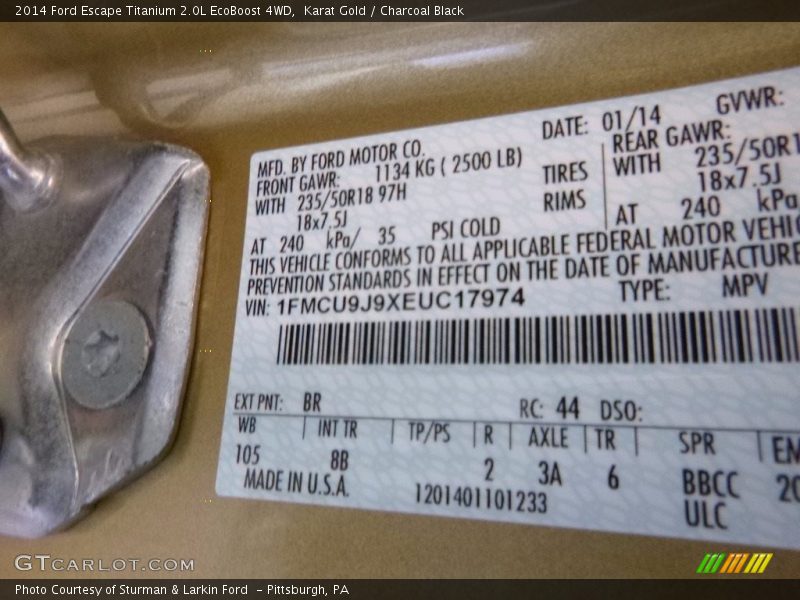 2014 Ford Escape Titanium 2.0L EcoBoost 4WD, Karat Gold / Charcoal Black
MFD. BY FORD MOTOR CO.
DATE: 01/14
GVWR:
FRONT GAWR: 1134 KG ( 2500 LB)
REAR GAWR:
WITH 235/50R18 97H
TIRES
WITH 235/50R1
18x7.5J
RIMS
18x7.5J
AT 240 kPa/ 35 PSI COLD
AT 240 kPa
THIS VEHICLE CONFORMS TO ALL APPLICABLE FEDERAL MOTOR VEHIC
PREVENTION STANDARDS IN EFFECT ON THE DATE OF MANUFACTURE
VIN: 1FMCU9J9XEUC17974
TYPE: MPV
EXT PNT: BR
RC: 44 DSO:
WB INT TR TP/PS R AXLE TR SPR EM
105 8B 2 3A 6 BBCC 20
MADE IN U.S.A. 1201401101233 ULC
GTCARLOT.COM
Photo Courtesy of Sturman & Larkin Ford - Pittsburgh, PA